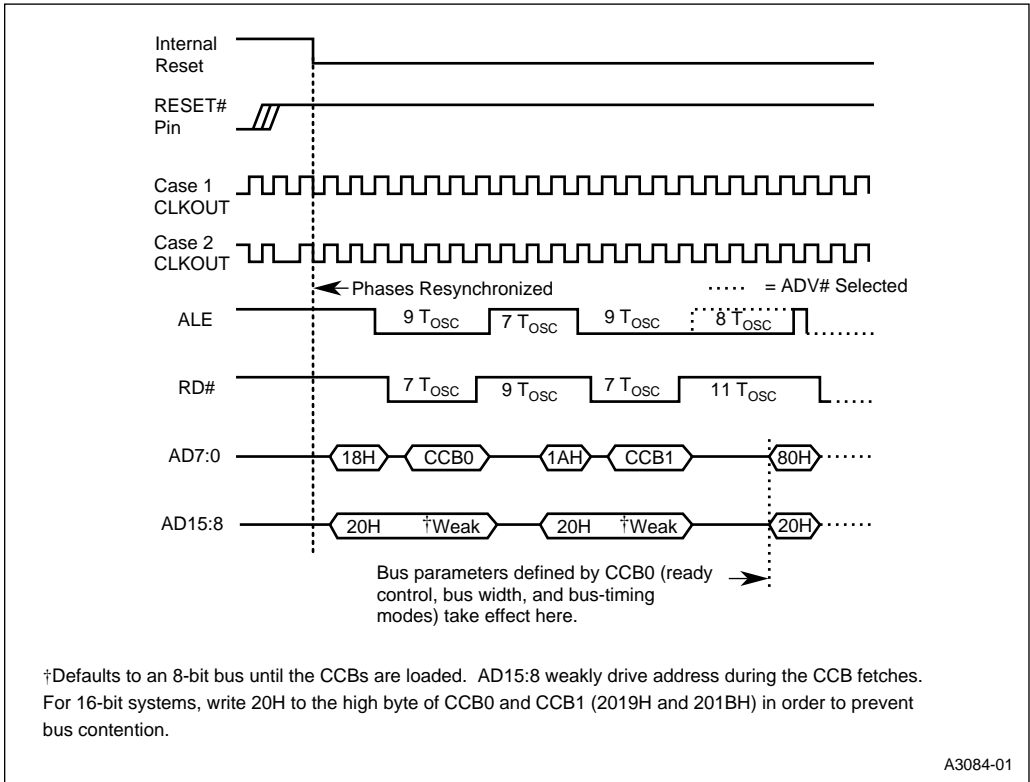 Internal
Reset
RESET#
Pin
Case 1
CLKOUT
Case 2
CLKOUT
Phases Resynchronized
..... = ADV# Selected
ALE
9 TOSC
7 TOSC
9 TOSC
8 TOSC
RD#
7 TOSC
9 TOSC
7 TOSC
11 TOSC
AD7:0
18H
CCB0
1AH
CCB1
80H
AD15:8
20H †Weak
20H †Weak
20H
Bus parameters defined by CCB0 (ready
control, bus width, and bus-timing
modes) take effect here.
†Defaults to an 8-bit bus until the CCBs are loaded. AD15:8 weakly drive address during the CCB fetches.
For 16-bit systems, write 20H to the high byte of CCB0 and CCB1 (2019H and 201BH) in order to prevent
bus contention.
A3084-01